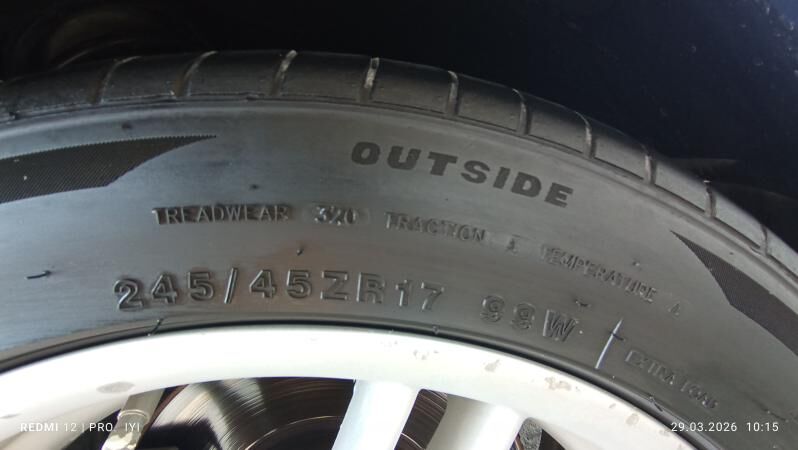 OUTSIDE
TREADWEAR 320 TRACTION A TEMPERATURE A
245/45ZR17 99W EXTRA LOAD
REDMI 12 | PRO. IYI
29.03.2026 10:15